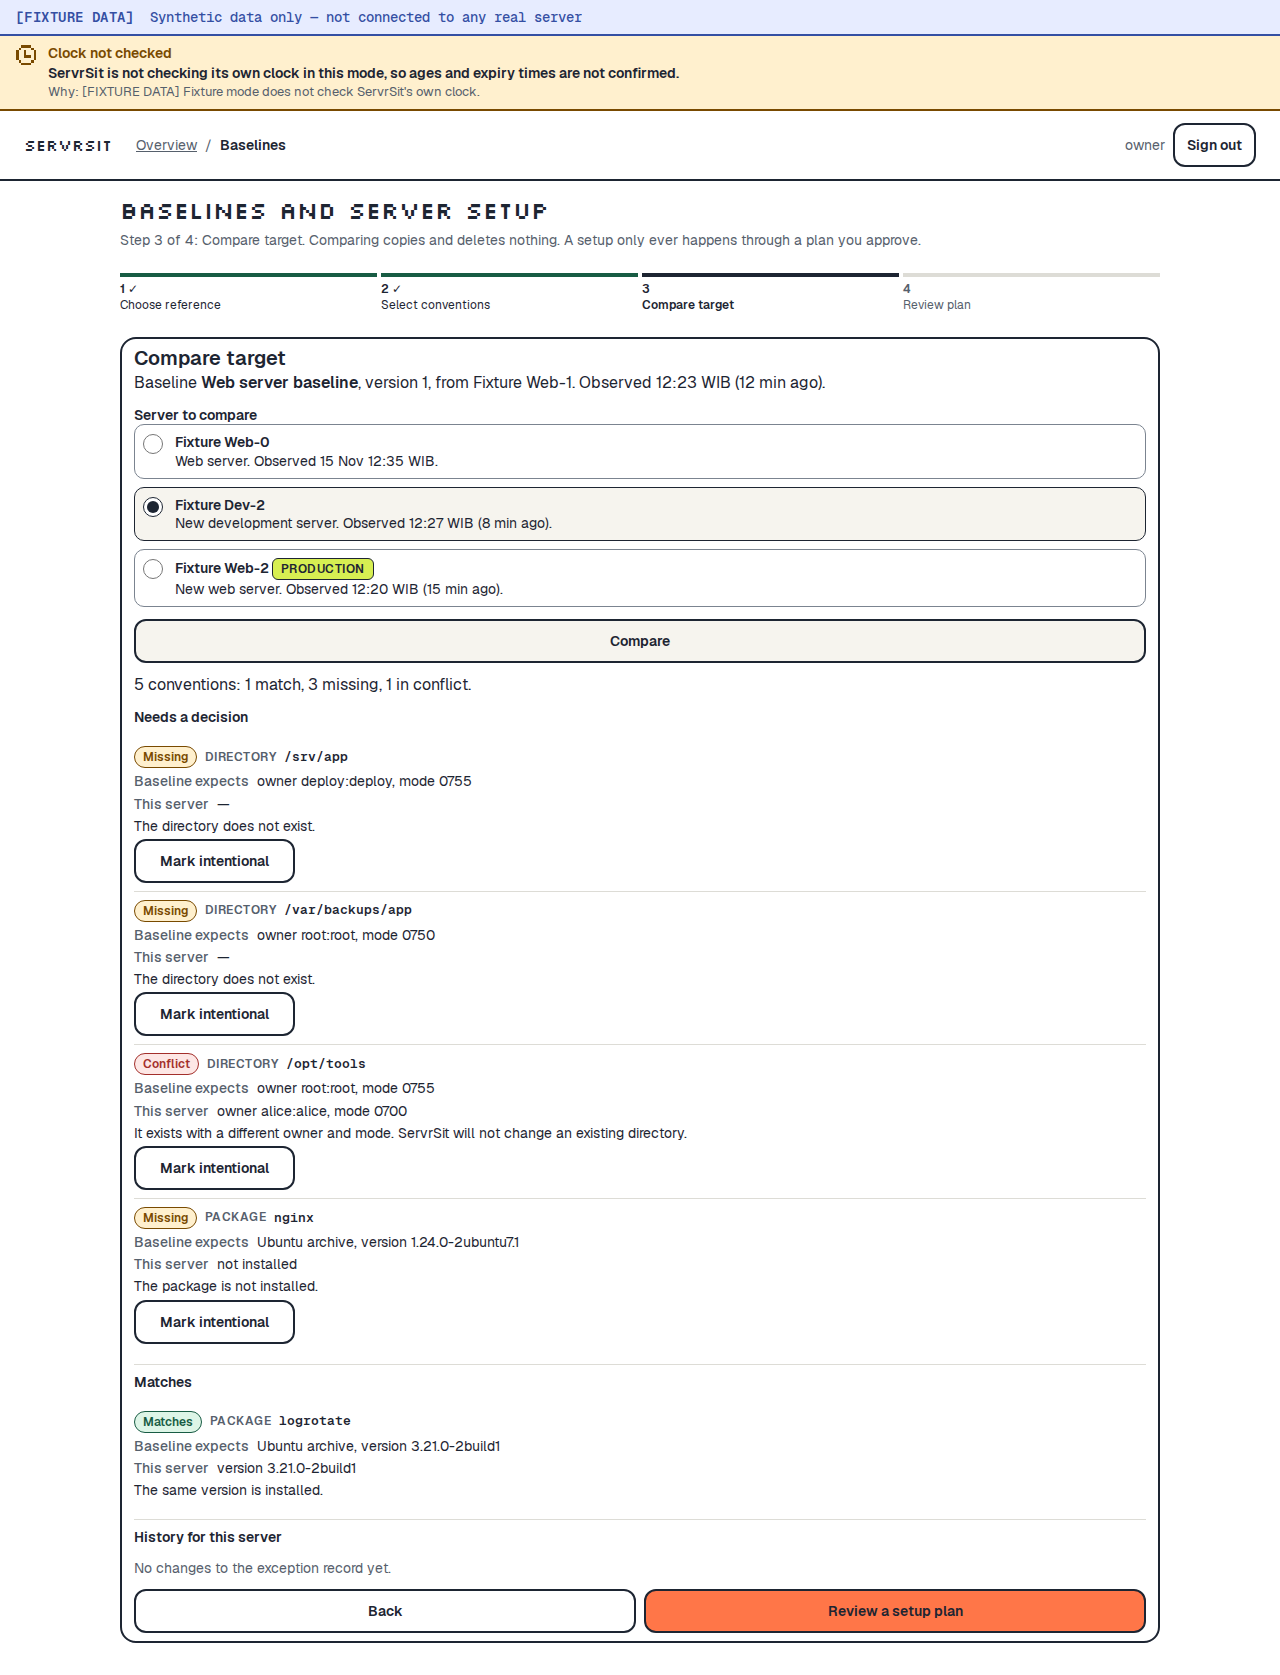 [FIXTURE DATA] Synthetic data only — not connected to any real server
Clock not checked
ServrSit is not checking its own clock in this mode, so ages and expiry times are not confirmed.
Why: [FIXTURE DATA] Fixture mode does not check ServrSit's own clock.
SERVRSIT Overview / Baselines owner Sign out
BASELINES AND SERVER SETUP
Step 3 of 4: Compare target. Comparing copies and deletes nothing. A setup only ever happens through a plan you approve.
1 ✓ 2 ✓ 3 4
Choose reference Select conventions Compare target Review plan
Compare target
Baseline Web server baseline, version 1, from Fixture Web-1. Observed 12:23 WIB (12 min ago).
Server to compare
Fixture Web-0
Web server. Observed 15 Nov 12:35 WIB.
Fixture Dev-2
New development server. Observed 12:27 WIB (8 min ago).
Fixture Web-2 PRODUCTION
New web server. Observed 12:20 WIB (15 min ago).
Compare
5 conventions: 1 match, 3 missing, 1 in conflict.
Needs a decision
Missing DIRECTORY /srv/app
Baseline expects owner deploy:deploy, mode 0755
This server —
The directory does not exist.
Mark intentional
Missing DIRECTORY /var/backups/app
Baseline expects owner root:root, mode 0750
This server —
The directory does not exist.
Mark intentional
Conflict DIRECTORY /opt/tools
Baseline expects owner root:root, mode 0755
This server owner alice:alice, mode 0700
It exists with a different owner and mode. ServrSit will not change an existing directory.
Mark intentional
Missing PACKAGE nginx
Baseline expects Ubuntu archive, version 1.24.0-2ubuntu7.1
This server not installed
The package is not installed.
Mark intentional
Matches
Matches PACKAGE logrotate
Baseline expects Ubuntu archive, version 3.21.0-2build1
This server version 3.21.0-2build1
The same version is installed.
History for this server
No changes to the exception record yet.
Back Review a setup plan